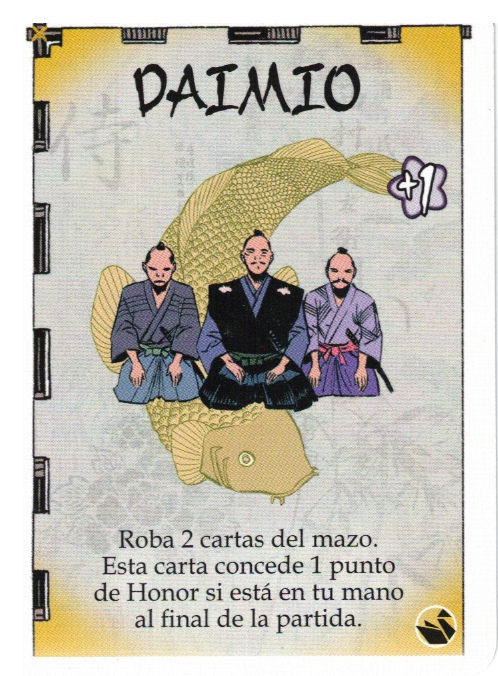 DAIMIO
+1
Roba 2 cartas del mazo.
Esta carta concede 1 punto
de Honor si está en tu mano
al final de la partida.